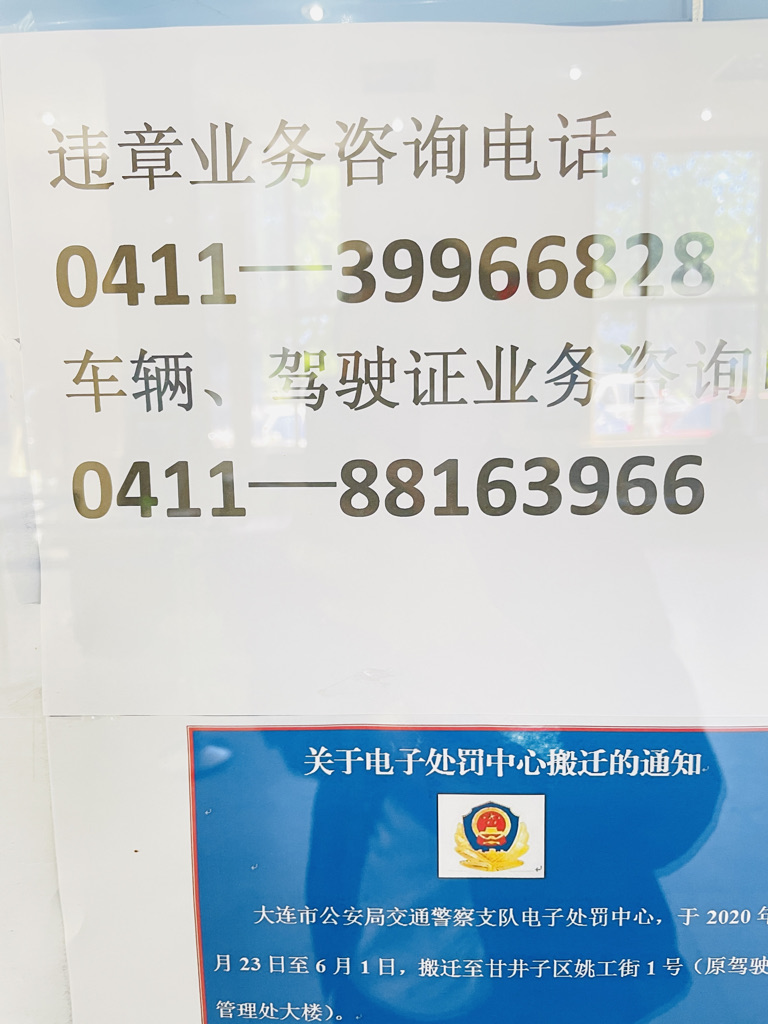 违章业务咨询电话
0411—39966828
车辆、驾驶证业务咨询
0411—88163966
关于电子处罚中心搬迁的通知
大连市公安局交通警察支队电子处罚中心，于 2020 年
月 23 日至 6 月 1 日，搬迁至甘井子区姚工街 1 号（原驾驶
管理处大楼）。